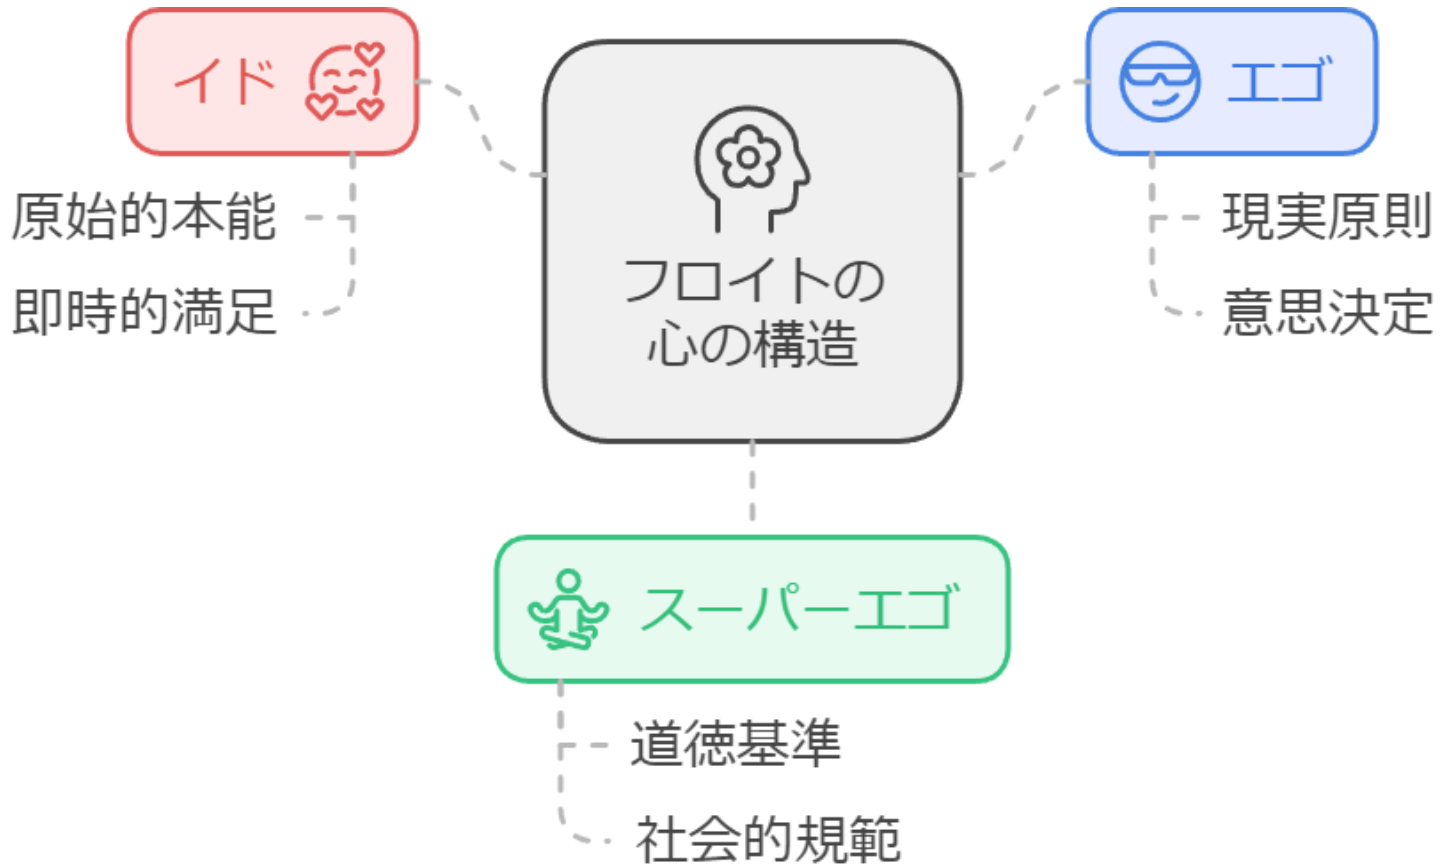 イド
原始的本能
即時的満足
フロイトの
心の構造
エゴ
現実原則
意思決定
スーパーエゴ
道徳基準
社会的規範